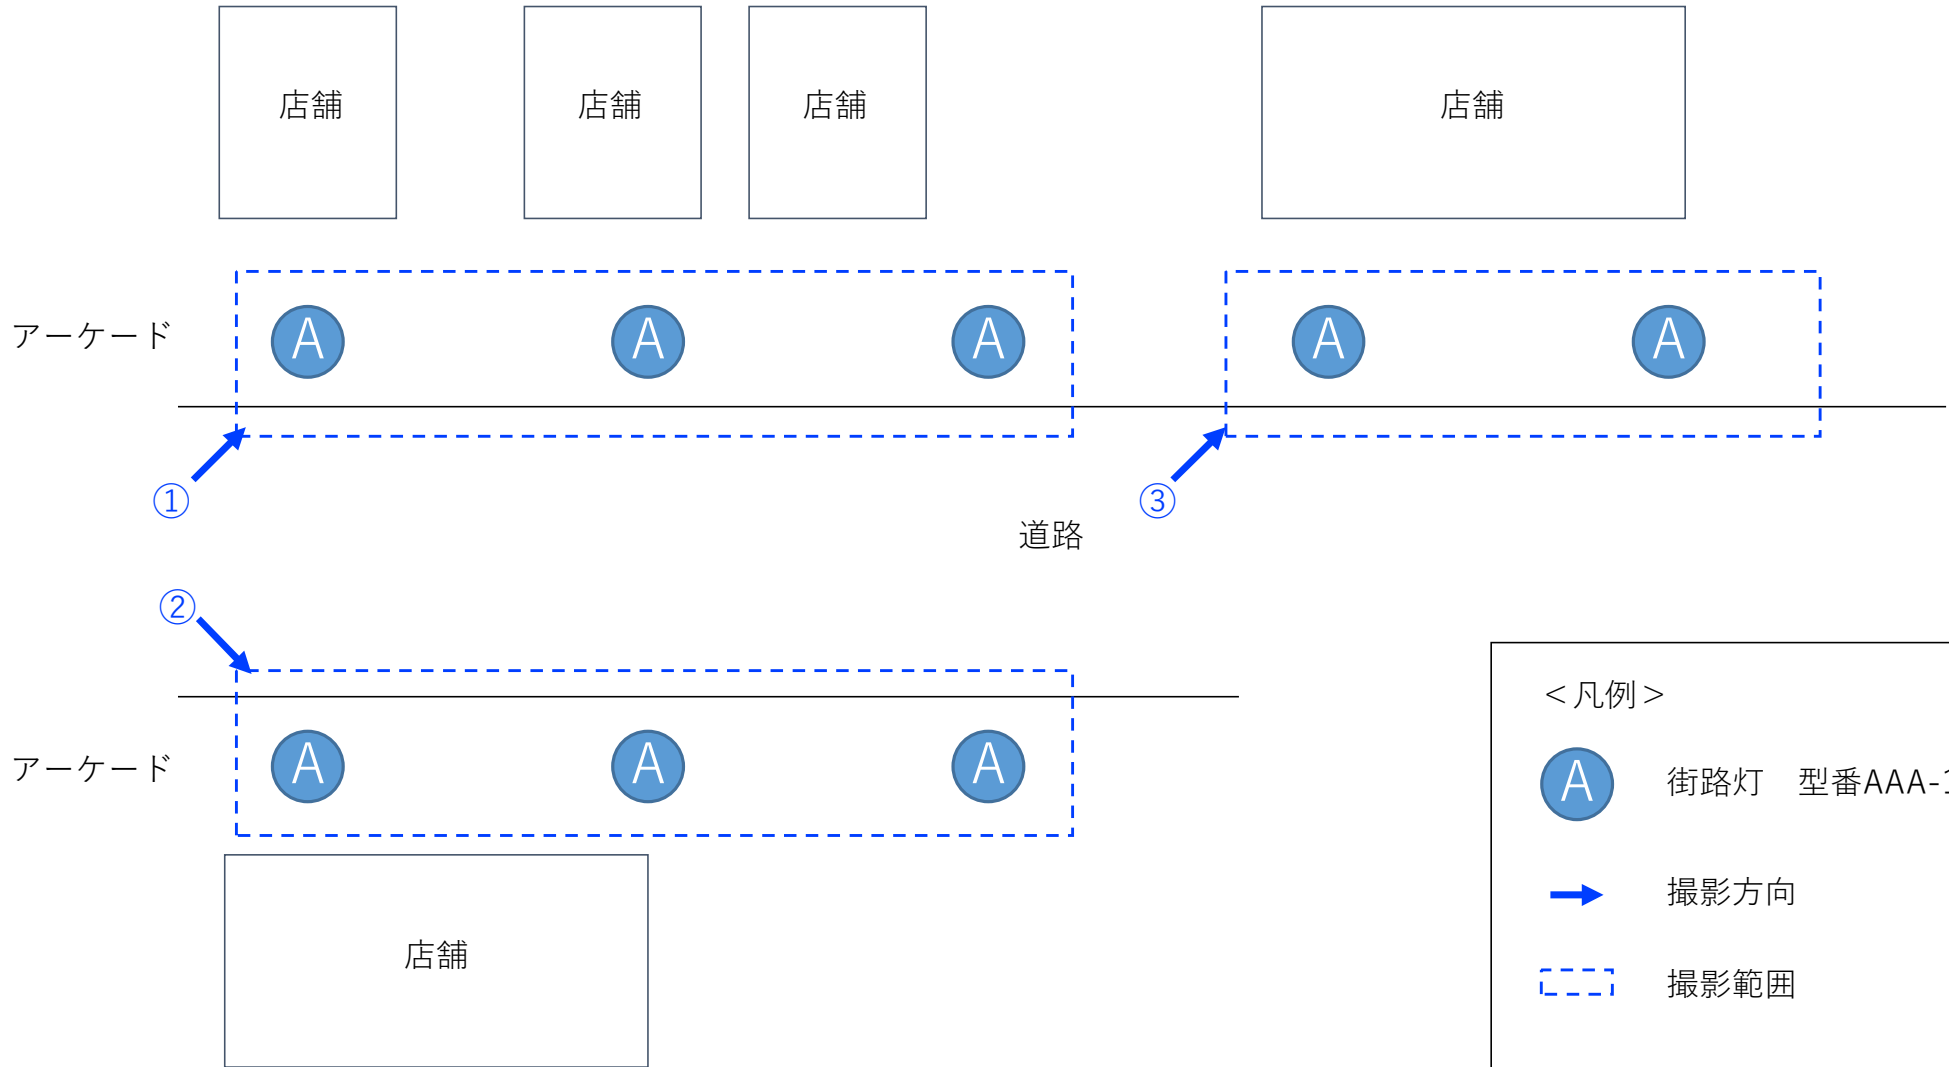 店舗 店舗 店舗 店舗
アーケード A A A A A
① ③
道路
②
アーケード A A A
店舗
＜凡例＞
A 街路灯　型番AAA-1
撮影方向
撮影範囲